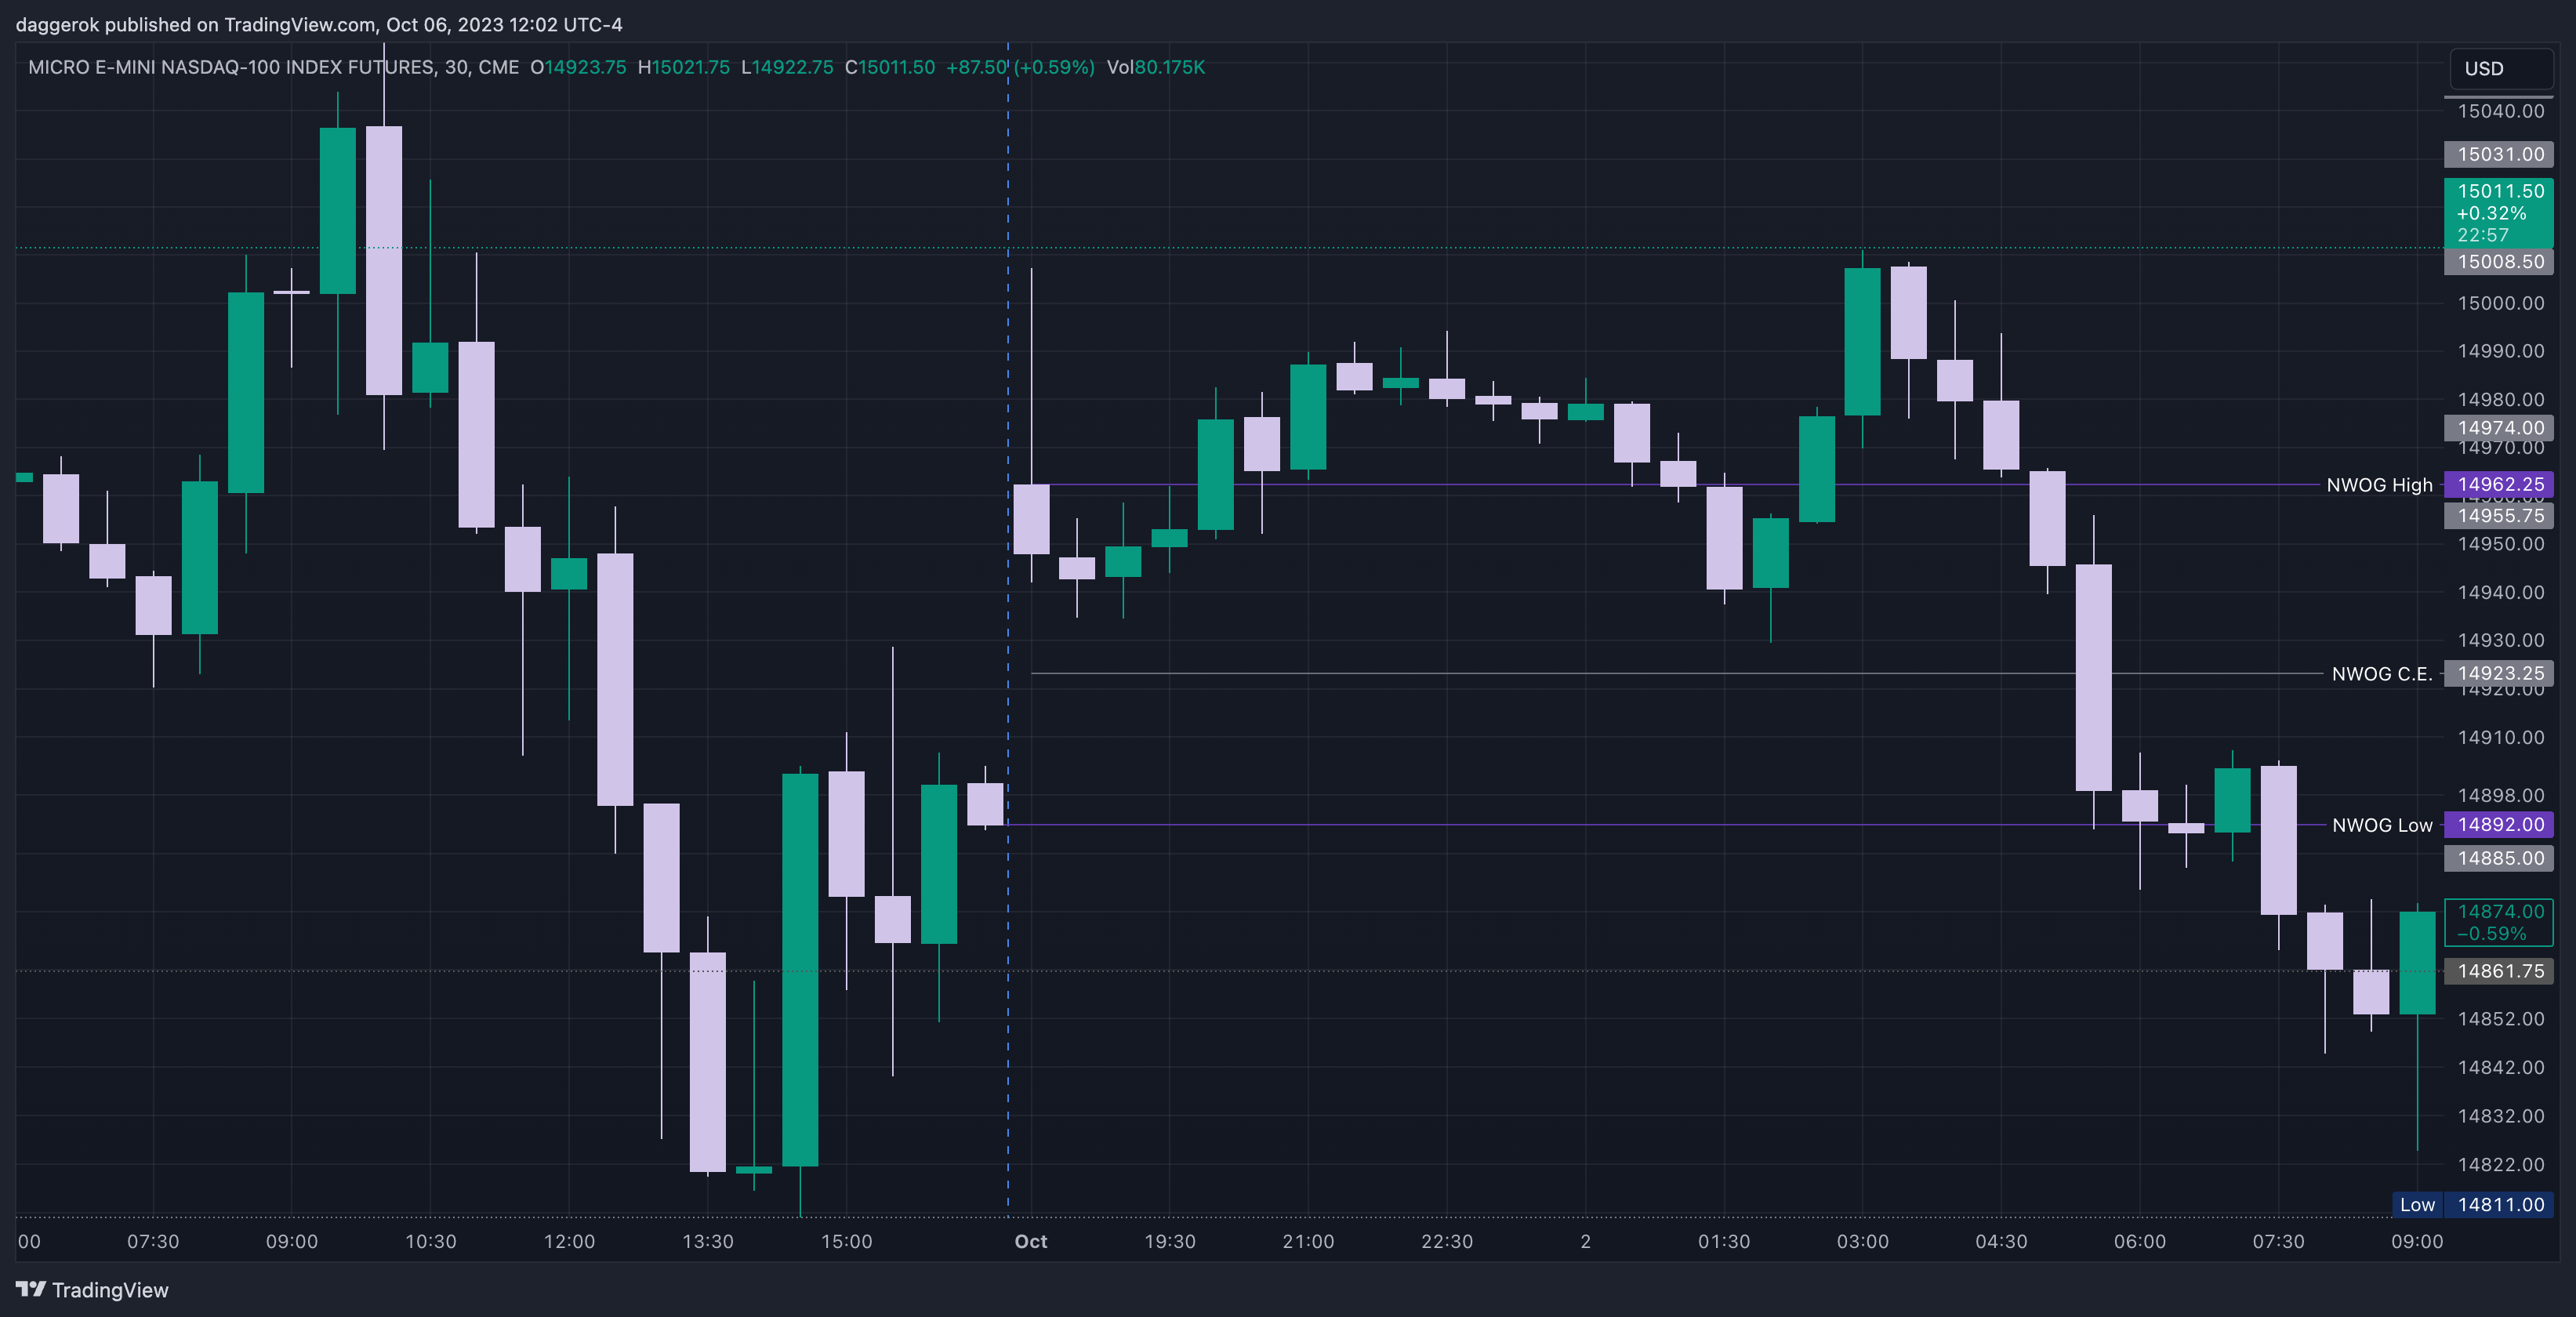 daggerok published on TradingView.com, Oct 06, 2023 12:02 UTC-4
MICRO E-MINI NASDAQ-100 INDEX FUTURES, 30, CME O14923.75 H15021.75 L14922.75 C15011.50 +87.50 (+0.59%) Vol80.175K
USD
15040.00
15031.00
15011.50
+0.32%
22:57
15008.50
15000.00
14990.00
14980.00
14974.00
14970.00
NWOG High 14962.25
14955.75
14950.00
14940.00
14930.00
NWOG C.E. 14923.25
14920.00
14910.00
14898.00
NWOG Low 14892.00
14885.00
14874.00
−0.59%
14861.75
14852.00
14842.00
14832.00
14822.00
Low 14811.00
00 07:30 09:00 10:30 12:00 13:30 15:00 Oct 19:30 21:00 22:30 2 01:30 03:00 04:30 06:00 07:30 09:00
TradingView